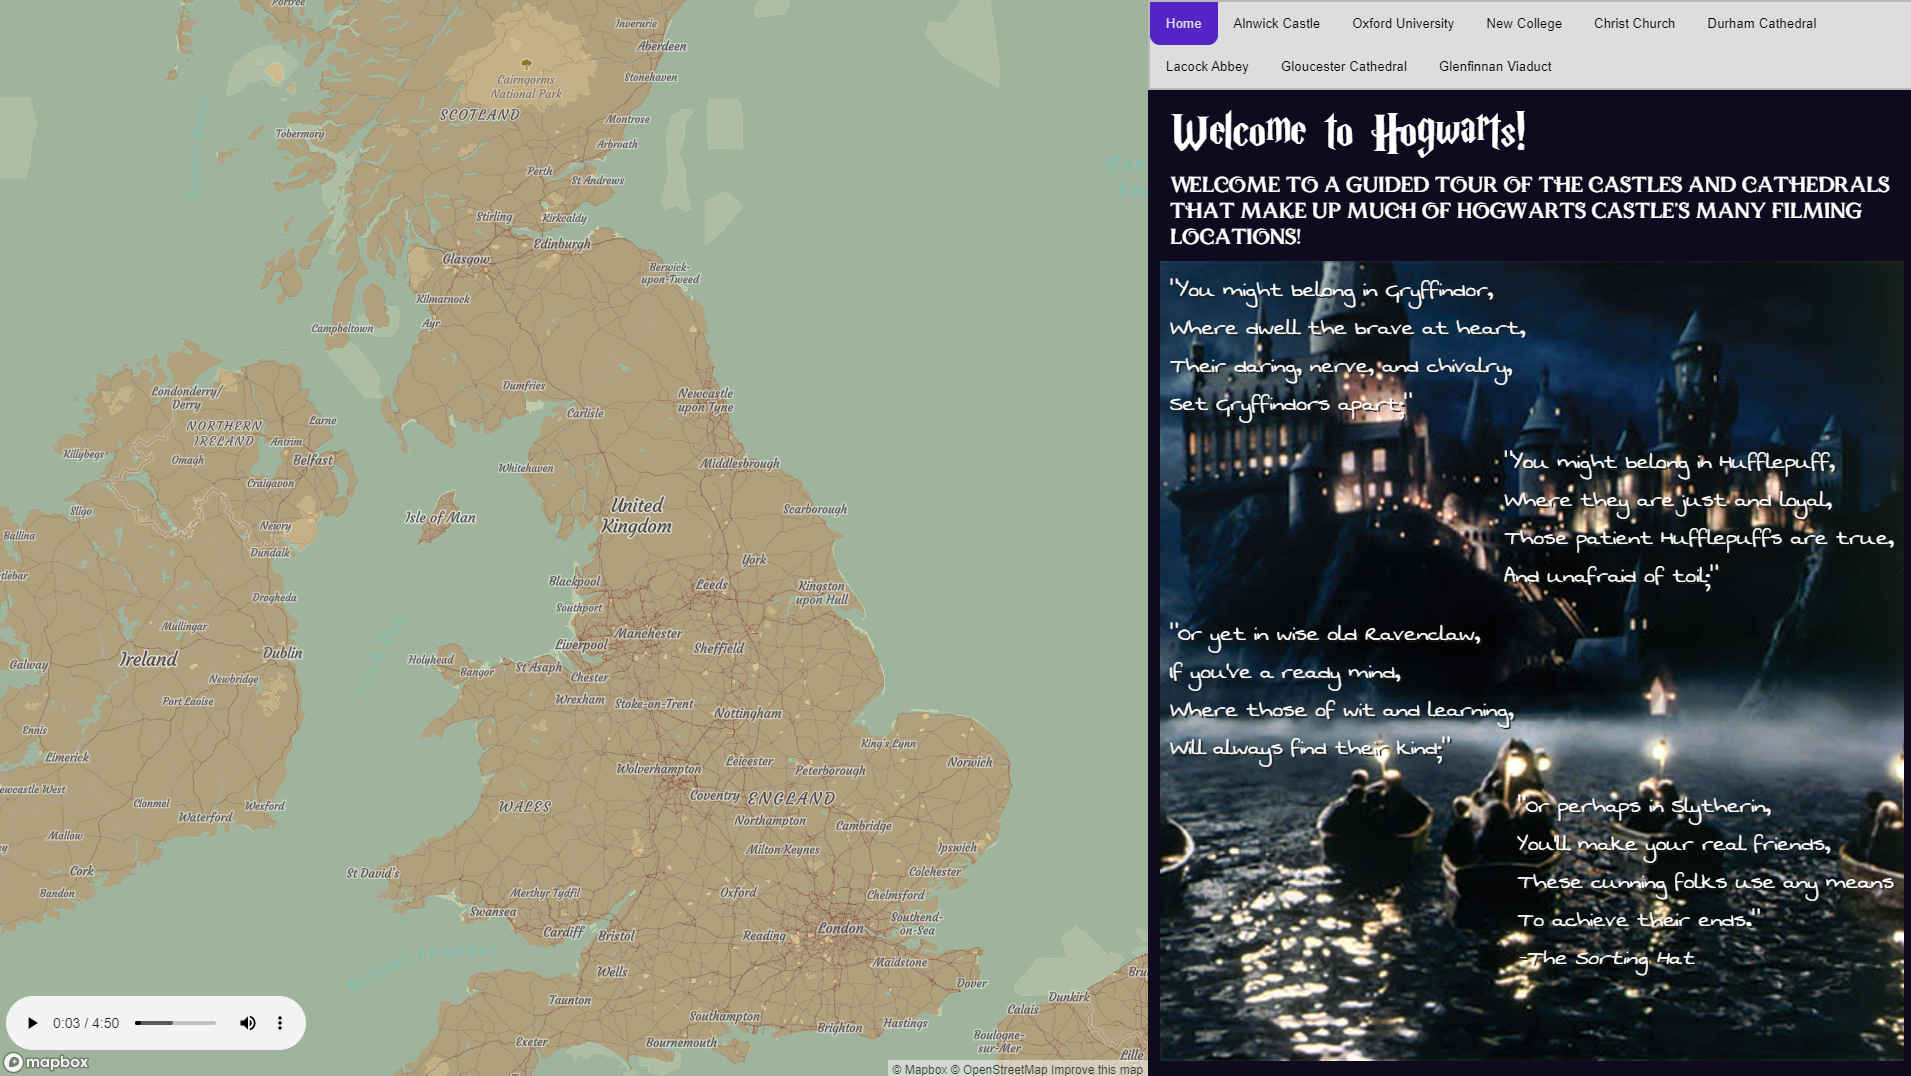 Home
Alnwick Castle
Oxford University
New College
Christ Church
Durham Cathedral
Lacock Abbey
Gloucester Cathedral
Glenfinnan Viaduct
Welcome to Hogwarts!
WELCOME TO A GUIDED TOUR OF THE CASTLES AND CATHEDRALS
THAT MAKE UP MUCH OF HOGWARTS CASTLE'S MANY FILMING
LOCATIONS!
"You might belong in Gryffindor,
Where dwell the brave at heart,
Their daring, nerve, and chivalry,
Set Gryffindors apart;"
"You might belong in Hufflepuff,
Where they are just and loyal,
Those patient Hufflepuffs are true,
And unafraid of toil;"
"Or yet in wise old Ravenclaw,
If you've a ready mind,
Where those of wit and learning,
Will always find their kind;"
"Or perhaps in Slytherin,
You'll make your real friends,
These cunning folks use any means
To achieve their ends."
-The Sorting Hat
Portree
Inverurie
Aberdeen
Cairngorms
National Park
Stonehaven
SCOTLAND
Montrose
Tobermory
Arbroath
Perth
St Andrews
Stirling
Kirkcaldy
Edinburgh
Glasgow
Berwick-
upon-Tweed
Kilmarnock
Ayr
Campbeltown
Dumfries
Newcastle
upon Tyne
Londonderry/
Derry
Carlisle
NORTHERN
IRELAND
Larne
Antrim
Killybegs
Omagh
Belfast
Whitehaven
Middlesbrough
Craigavon
United
Kingdom
Sligo
Isle of Man
Scarborough
Newry
Ballina
Dundalk
York
tlebar
Blackpool
Leeds
Kingston
upon Hull
Drogheda
Southport
Mullingar
Manchester
Liverpool
Sheffield
Galway
Ireland
Dublin
Holyhead
Bangor
St Asaph
Chester
Newbridge
Wrexham
Stoke-on-Trent
Port Laoise
Nottingham
Ennis
King's Lynn
Limerick
Leicester
Norwich
Wolverhampton
Peterborough
ewcastle West
Coventry
ENGLAND
Clonmel
Wexford
WALES
Waterford
Northampton
Cambridge
Mallow
Milton Keynes
Ipswich
Cork
St David's
Colchester
Bandon
Merthyr Tydfil
Oxford
Chelmsford
Swansea
Southend-
on-Sea
Cardiff
Bristol
Reading
London
Maidstone
Wells
Dover
Taunton
Dunkirk
Bru
Calais
Southampton
Hastings
Brighton
Exeter
Bournemouth
Boulogne-
sur-Mer
Lille
0:03 / 4:50
mapbox
© Mapbox © OpenStreetMap Improve this map